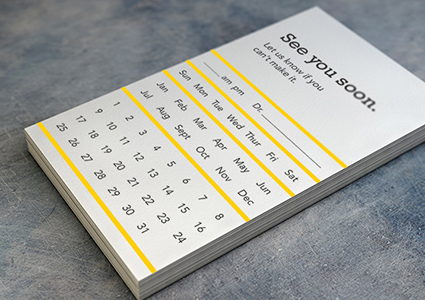 See you soon.
Let us know if you
can't make it.
____ am pm Dr. ____________
Sun Mon Tue Wed Thur Fri Sat
Jan Feb Mar Apr May Jun
Jul Aug Sept Oct Nov Dec
1 2 3 4 5 6 7 8
9 10 11 12 13 14 15 16
17 18 19 20 21 22 23 24
25 26 27 28 29 30 31